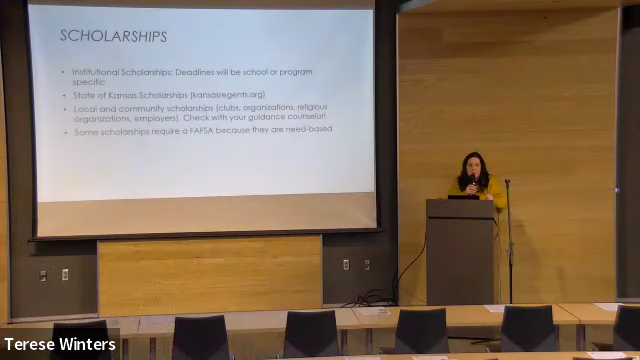 SCHOLARSHIPS
• Institutional Scholarships: Deadlines will be school or program
specific
• State of Kansas Scholarships (kansasregents.org)
• Local and community scholarships (clubs, organizations, religious
organizations, employers). Check with your guidance counselor!
• Some scholarships require a FAFSA because they are need-based
Terese Winters